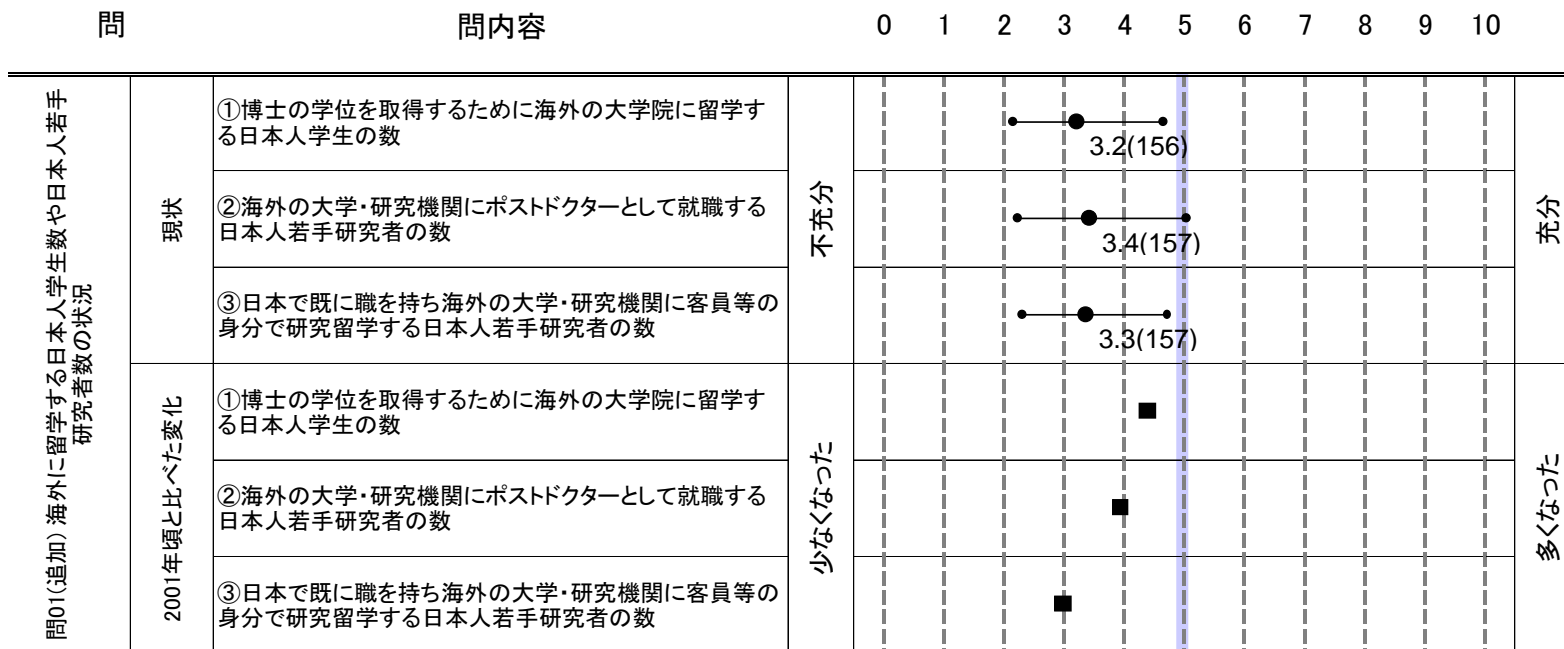 問 問内容 0 1 2 3 4 5 6 7 8 9 10
問01(追加) 海外に留学する日本人学生数や日本人若手
研究者数の状況
現状
①博士の学位を取得するために海外の大学院に留学す
る日本人学生の数
3.2(156)
②海外の大学・研究機関にポストドクターとして就職する
日本人若手研究者の数
3.4(157)
③日本で既に職を持ち海外の大学・研究機関に客員等の
身分で研究留学する日本人若手研究者の数
3.3(157)
不充分
充分
2001年頃と比べた変化
①博士の学位を取得するために海外の大学院に留学す
る日本人学生の数
②海外の大学・研究機関にポストドクターとして就職する
日本人若手研究者の数
③日本で既に職を持ち海外の大学・研究機関に客員等の
身分で研究留学する日本人若手研究者の数
少なくなった
多くなった